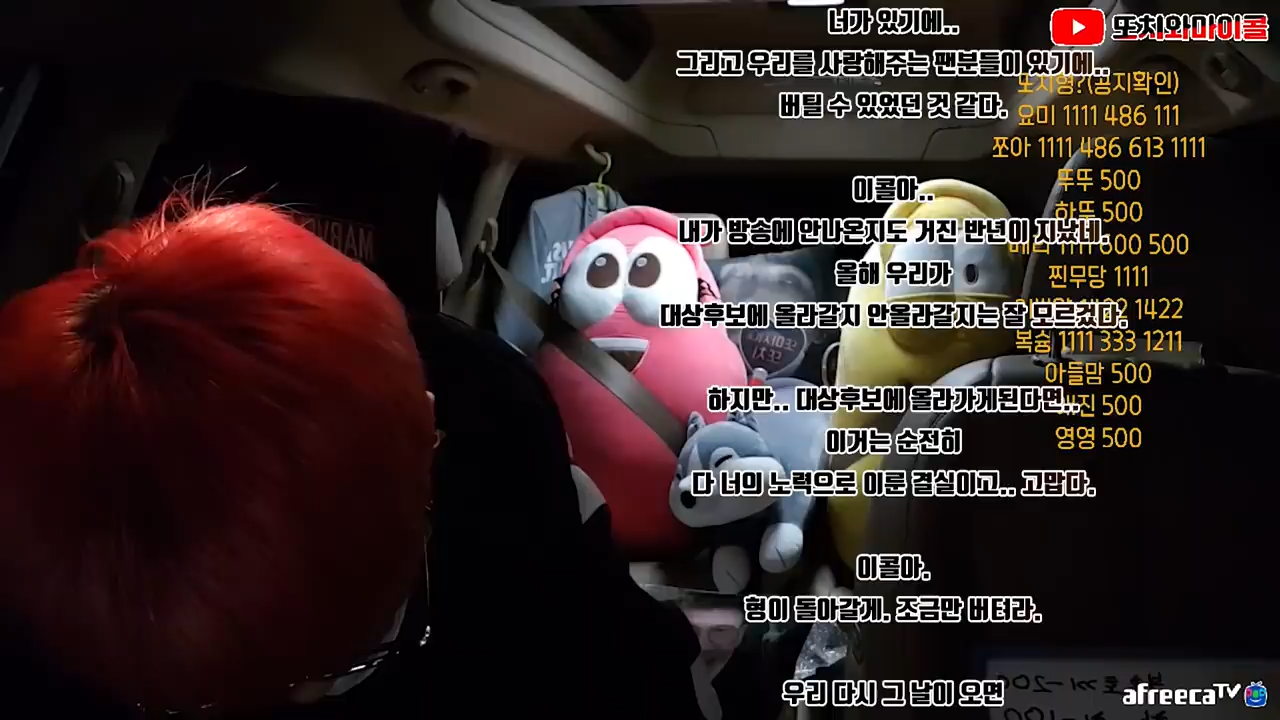 너가 있기에..
그리고 우리를 사랑해주는 팬분들이 있기에..
버틸 수 있었던 것 같다.
이콜아..
내가 방송에 안나온지도 거진 반년이 지났네.
올해 우리가
대상후보에 올라갈지 안올라갈지는 잘 모르겠다.
하지만.. 대상후보에 올라가게된다면...
이거는 순전히
다 너의 노력으로 이룬 결실이고.. 고맙다.
이콜아.
형이 돌아갈게. 조금만 버텨라.
우리 다시 그 날이 오면
또치와마이콜
또치형?(공지확인)
요미 1111 486 111
쪼아 1111 486 613 1111
뚜뚜 500
하뚜 500
600 500
찐무당 1111
1422
복슝 1111 333 1211
아들맘 500
500
영영 500
MARVEL
afreecaTV